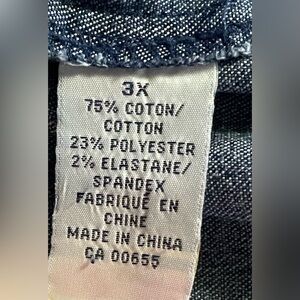 3X
75% COTON/
COTTON
23% POLYESTER
2% ELASTANE/
SPANDEX
FABRIQUÉ EN
CHINE
MADE IN CHINA
CA 00655